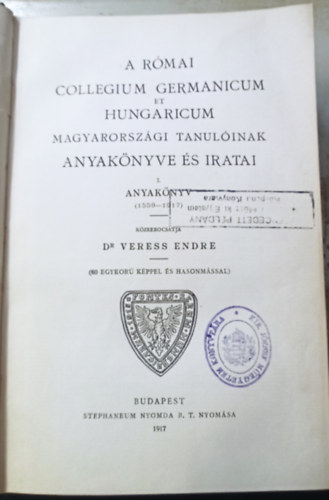 A RÓMAI
COLLEGIUM GERMANICUM
ET
HUNGARICUM
MAGYARORSZÁGI TANULÓINAK
ANYAKÖNYVE ÉS IRATAI
I.
ANYAKÖNYV
(1559–1917)
KÖZREBOCSÁTJA
DR VERESS ENDRE
(60 EGYKORÚ KÉPPEL ÉS HASONMÁSSAL)
BUDAPEST
STEPHANEUM NYOMDA R. T. NYOMÁSA
1917